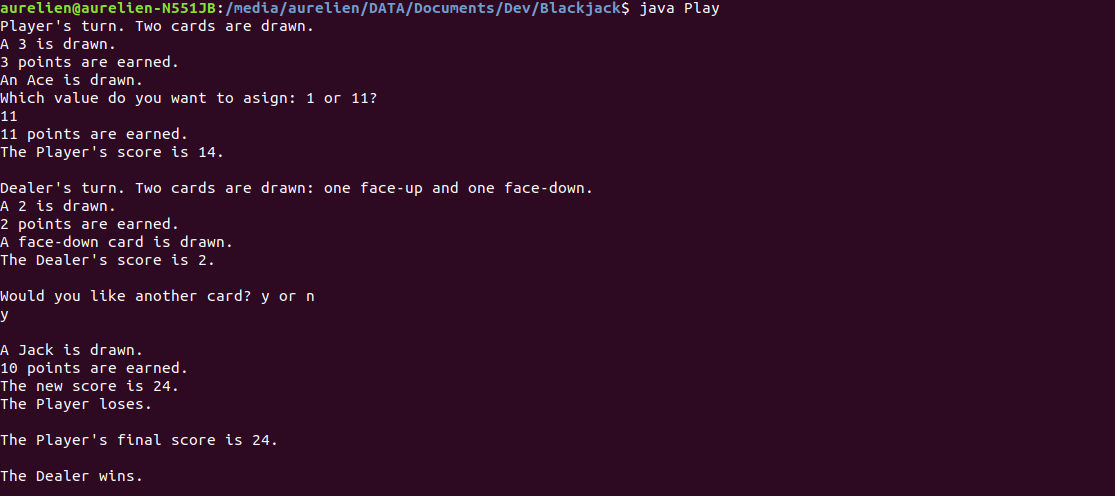 aurelien@aurelien-N551JB:/media/aurelien/DATA/Documents/Dev/Blackjack$ java Play
Player's turn. Two cards are drawn.
A 3 is drawn.
3 points are earned.
An Ace is drawn.
Which value do you want to asign: 1 or 11?
11
11 points are earned.
The Player's score is 14.
Dealer's turn. Two cards are drawn: one face-up and one face-down.
A 2 is drawn.
2 points are earned.
A face-down card is drawn.
The Dealer's score is 2.
Would you like another card? y or n
y
A Jack is drawn.
10 points are earned.
The new score is 24.
The Player loses.
The Player's final score is 24.
The Dealer wins.